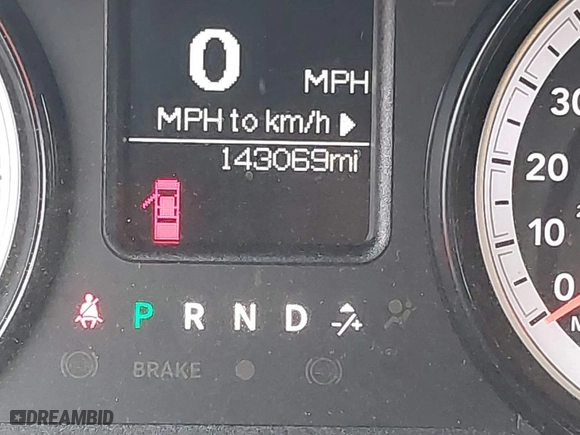 0 MPH
MPH to km/h
143069mi
30
20
10
0
P R N D -/+
BRAKE
DREAMBID